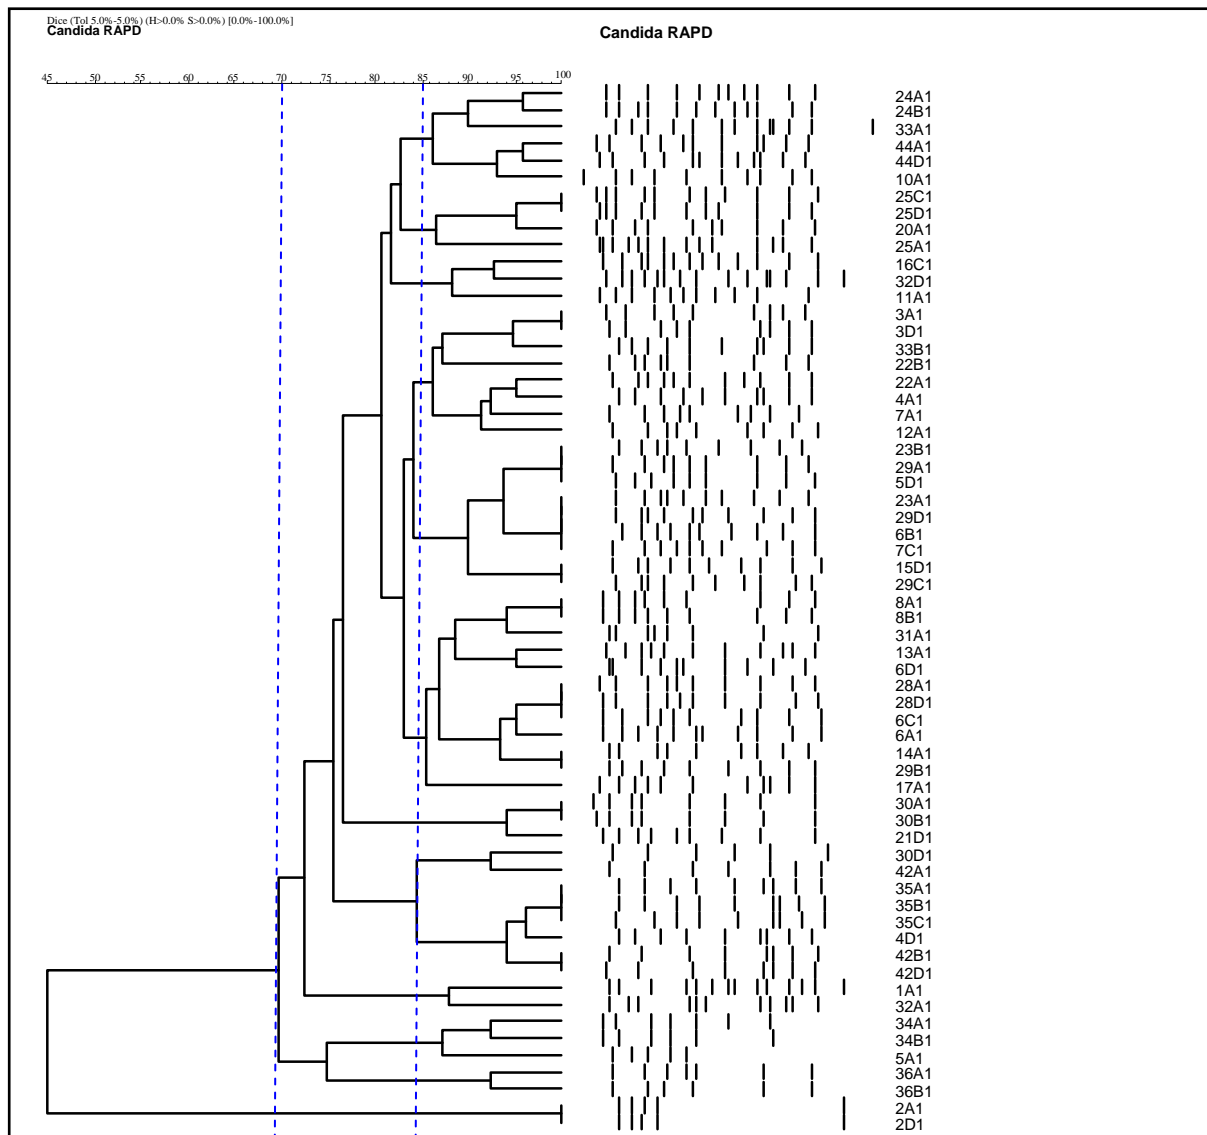 Dice (Tol 5.0%-5.0%) (H>0.0% S>0.0%) [0.0%-100.0%]
Candida RAPD
Candida RAPD
45 50 55 60 65 70 75 80 85 90 95 100
24A1
24B1
33A1
44A1
44D1
10A1
25C1
25D1
20A1
25A1
16C1
32D1
11A1
3A1
3D1
33B1
22B1
22A1
4A1
7A1
12A1
23B1
29A1
5D1
23A1
29D1
6B1
7C1
15D1
29C1
8A1
8B1
31A1
13A1
6D1
28A1
28D1
6C1
6A1
14A1
29B1
17A1
30A1
30B1
21D1
30D1
42A1
35A1
35B1
35C1
4D1
42B1
42D1
1A1
32A1
34A1
34B1
5A1
36A1
36B1
2A1
2D1